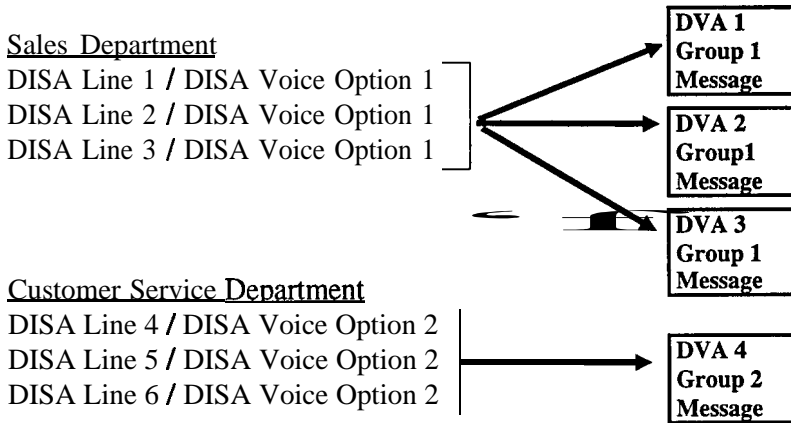 Sales Department
DISA Line 1 / DISA Voice Option 1
DISA Line 2 / DISA Voice Option 1
DISA Line 3 / DISA Voice Option 1
DVA 1
Group 1
Message
DVA 2
Group1
Message
DVA 3
Group 1
Message
Customer Service Department
DISA Line 4 / DISA Voice Option 2
DISA Line 5 / DISA Voice Option 2
DISA Line 6 / DISA Voice Option 2
DVA 4
Group 2
Message